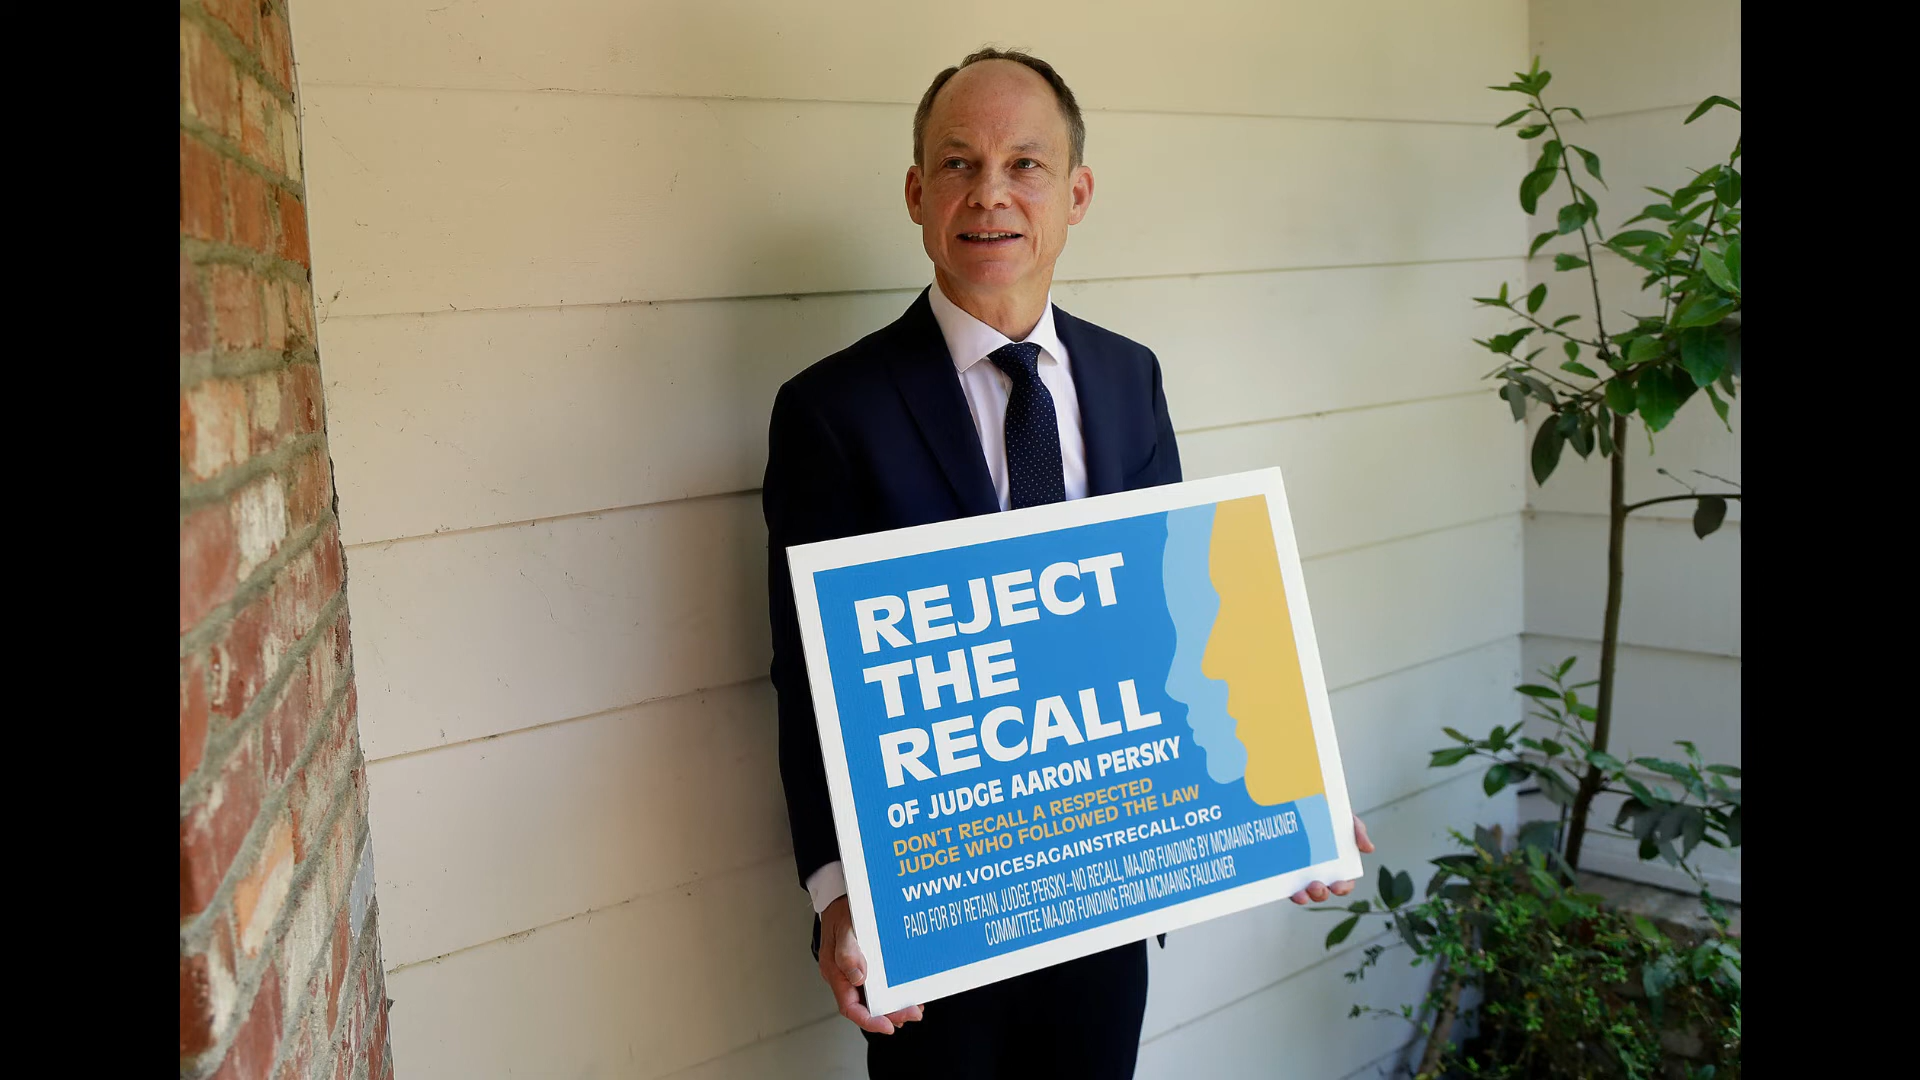 REJECT
THE
RECALL
OF JUDGE AARON PERSKY
DON'T RECALL A RESPECTED
JUDGE WHO FOLLOWED THE LAW
WWW.VOICESAGAINSTRECALL.ORG
PAID FOR BY RETAIN JUDGE PERSKY--NO RECALL, MAJOR FUNDING BY MCMANIS FAULKNER
COMMITTEE MAJOR FUNDING FROM MCMANIS FAULKNER